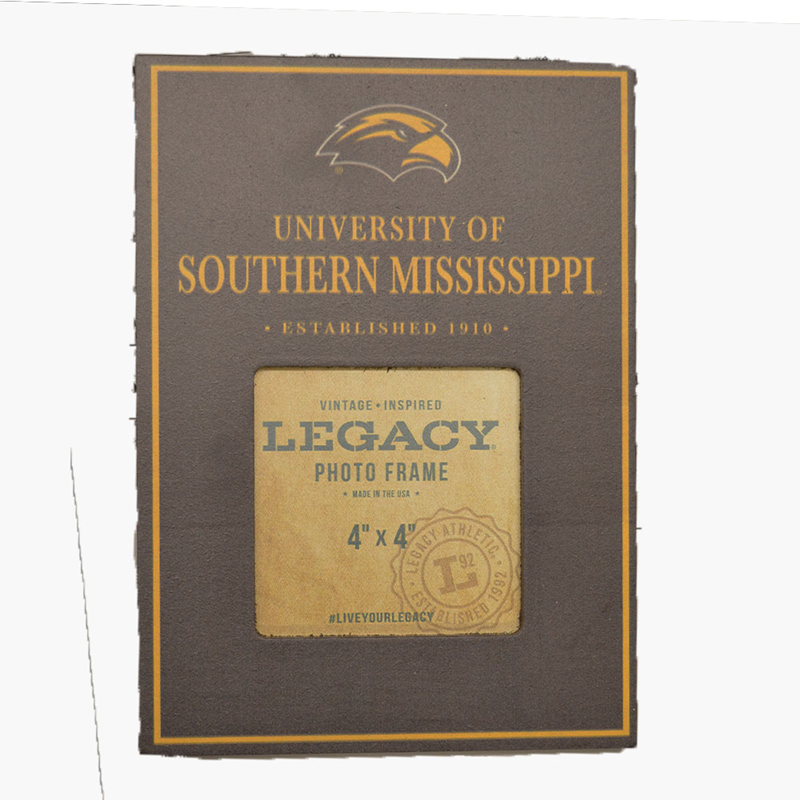 ®
UNIVERSITY OF
SOUTHERN MISSISSIPPI
• ESTABLISHED 1910 •
VINTAGE • INSPIRED
LEGACY
PHOTO FRAME
★ MADE IN THE USA ★
4" x 4"
• LEGACY ATHLETIC •
L 92
ESTABLISHED 1992
#LIVEYOURLEGACY